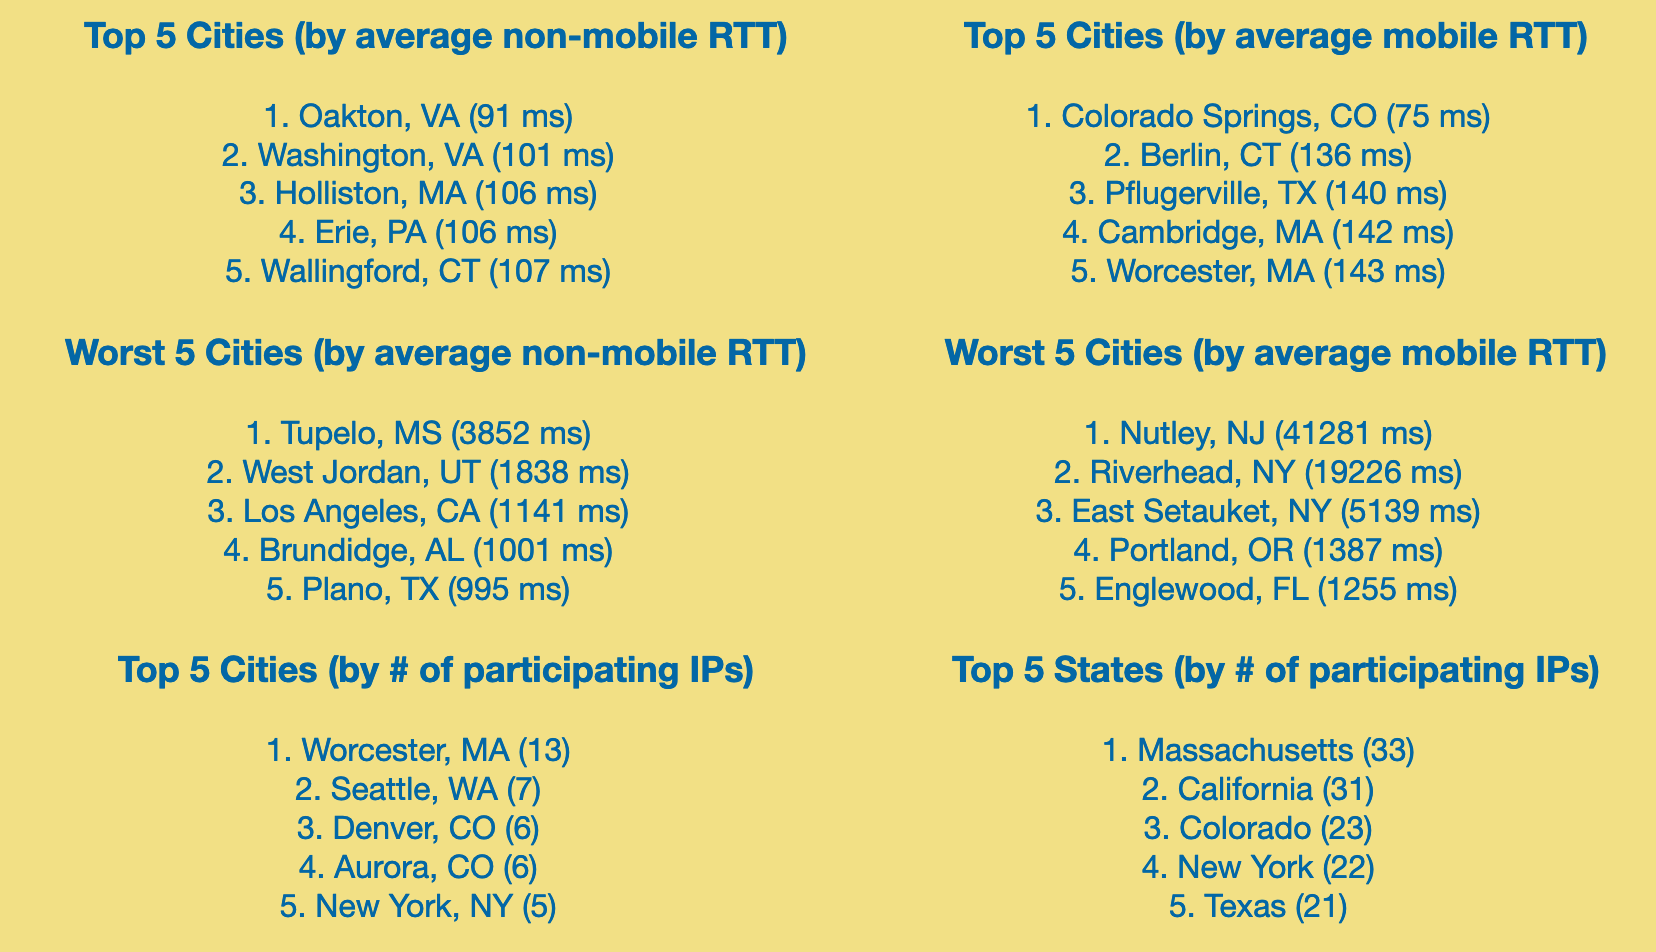 Top 5 Cities (by average non-mobile RTT)
1. Oakton, VA (91 ms)
2. Washington, VA (101 ms)
3. Holliston, MA (106 ms)
4. Erie, PA (106 ms)
5. Wallingford, CT (107 ms)
Top 5 Cities (by average mobile RTT)
1. Colorado Springs, CO (75 ms)
2. Berlin, CT (136 ms)
3. Pflugerville, TX (140 ms)
4. Cambridge, MA (142 ms)
5. Worcester, MA (143 ms)
Worst 5 Cities (by average non-mobile RTT)
1. Tupelo, MS (3852 ms)
2. West Jordan, UT (1838 ms)
3. Los Angeles, CA (1141 ms)
4. Brundidge, AL (1001 ms)
5. Plano, TX (995 ms)
Worst 5 Cities (by average mobile RTT)
1. Nutley, NJ (41281 ms)
2. Riverhead, NY (19226 ms)
3. East Setauket, NY (5139 ms)
4. Portland, OR (1387 ms)
5. Englewood, FL (1255 ms)
Top 5 Cities (by # of participating IPs)
1. Worcester, MA (13)
2. Seattle, WA (7)
3. Denver, CO (6)
4. Aurora, CO (6)
5. New York, NY (5)
Top 5 States (by # of participating IPs)
1. Massachusetts (33)
2. California (31)
3. Colorado (23)
4. New York (22)
5. Texas (21)